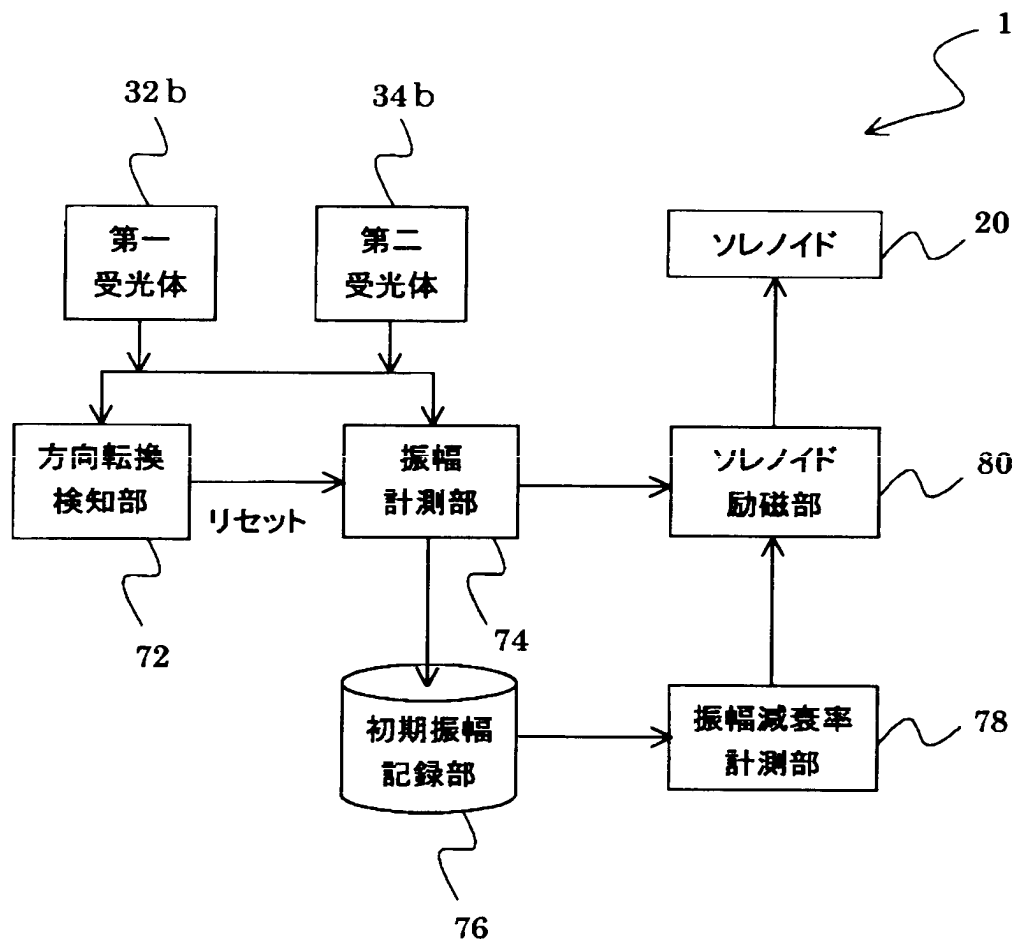 1
32b
34b
第一
受光体
第二
受光体
ソレノイド
20
方向転換
検知部
リセット
振幅
計測部
ソレノイド
励磁部
80
72
74
初期振幅
記録部
振幅減衰率
計測部
78
76